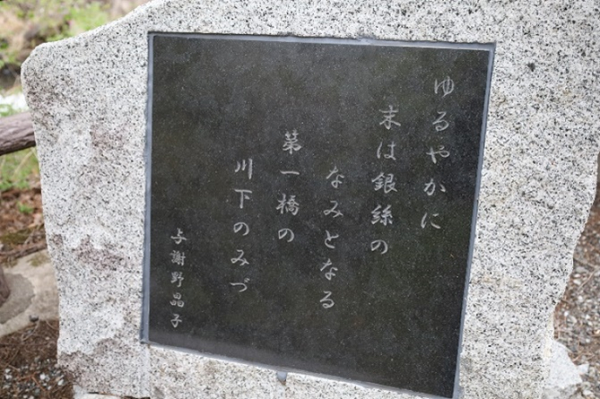 ゆるやかに
末は銀絲の
なみとなる
第一橋の
川下のみづ
与謝野晶子